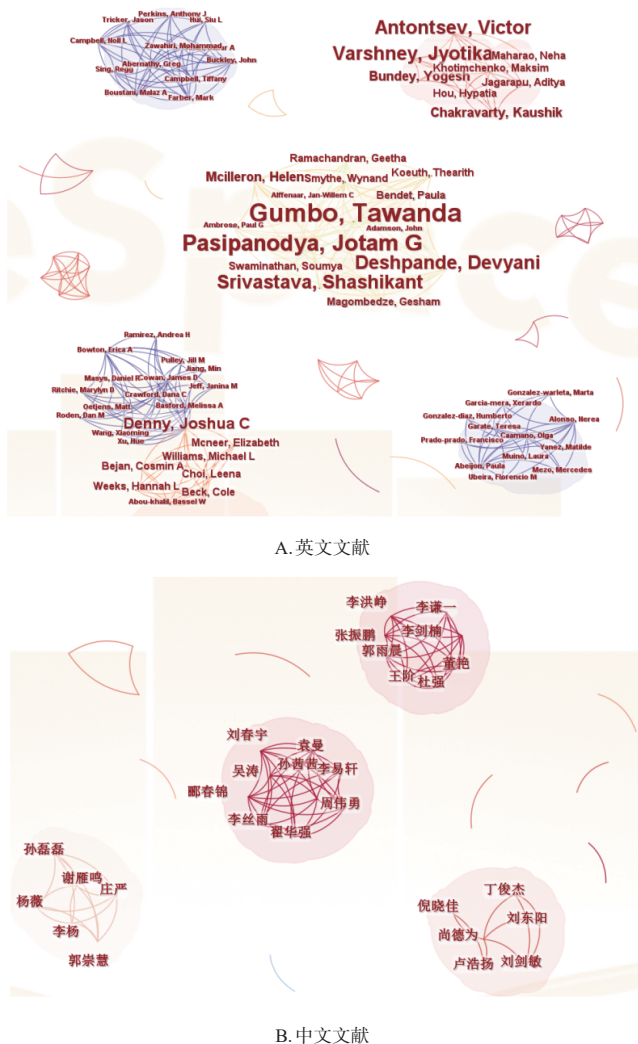 Perkins, Anthony J
Tricker, Jason
Hui, Siu L
Campbell, Noll L
Zawahiri, Mohammad
ar A
Buckley, John
Abernathy, Greg
Sing, Regg
Campbell, Tiffany
Boustani, Malaz A
Farber, Mark
Antontsev, Victor
Varshney, Jyotika
Maharao, Neha
Khotimchenko, Maksim
Bundey, Yogesh
Jagarapu, Aditya
Hou, Hypatia
Chakravarty, Kaushik
Ramachandran, Geetha
Mcilleron, Helen
Smythe, Wynand
Koeuth, Thearith
Alffenaar, Jan-Willem C
Bendet, Paula
Gumbo, Tawanda
Ambrose, Paul G
Adamson, John
Pasipanodya, Jotam G
Swaminathan, Soumya
Deshpande, Devyani
Srivastava, Shashikant
Magombedze, Gesham
Ramirez, Andrea H
Bowton, Erica A
Pulley, Jill M
Jiang, Min
Masys, Daniel R
Cowan, James D
Ritchie, Marylyn D
Jeff, Janina M
Crawford, Dana C
Oetjens, Matt
Basford, Melissa A
Roden, Dan M
Denny, Joshua C
Wang, Xiaoming
Xu, Hua
Mcneer, Elizabeth
Williams, Michael L
Bejan, Cosmin A
Choi, Leena
Weeks, Hannah L
Beck, Cole
Abou-khalil, Bassel W
Gonzalez-warleta, Marta
Garcia-mera, Xerardo
Gonzalez-diaz, Humberto
Alonso, Nerea
Garate, Teresa
Caamano, Olga
Prado-prado, Francisco
Yanez, Matilde
Muino, Laura
Abeijon, Paula
Mezo, Mercedes
Ubeira, Florencio M
A.英文文献
李洪峥
李谦一
张振鹏
李剑楠
郭雨晨
董艳
王阶
杜强
刘春宇
袁曼
吴涛
孙茜茜
李易轩
郦春锦
周伟勇
李丝雨
翟华强
孙磊磊
谢雁鸣
庄严
杨薇
李杨
郭崇慧
丁俊杰
倪晓佳
刘东阳
尚德为
卢浩扬
刘剑敏
B.中文文献